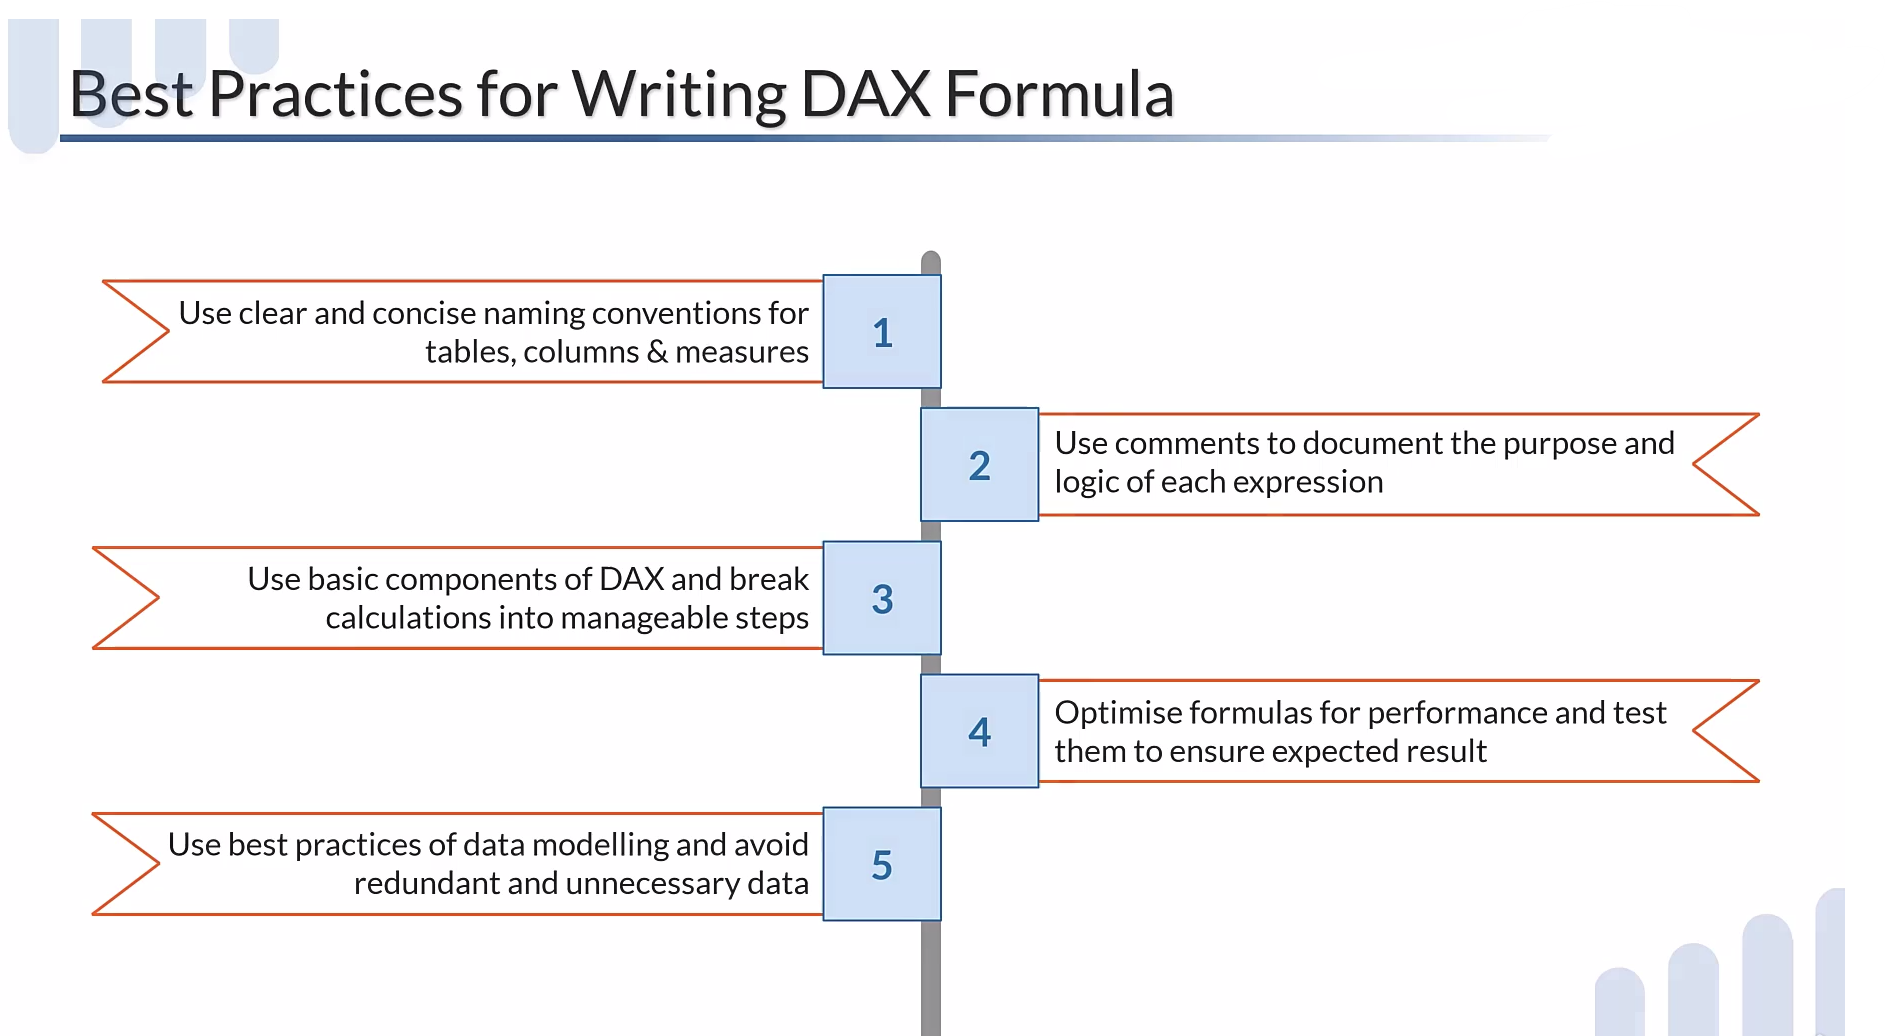 Best Practices for Writing DAX Formula
Use clear and concise naming conventions for
tables, columns & measures
1
2
Use comments to document the purpose and
logic of each expression
Use basic components of DAX and break
calculations into manageable steps
3
4
Optimise formulas for performance and test
them to ensure expected result
Use best practices of data modelling and avoid
redundant and unnecessary data
5